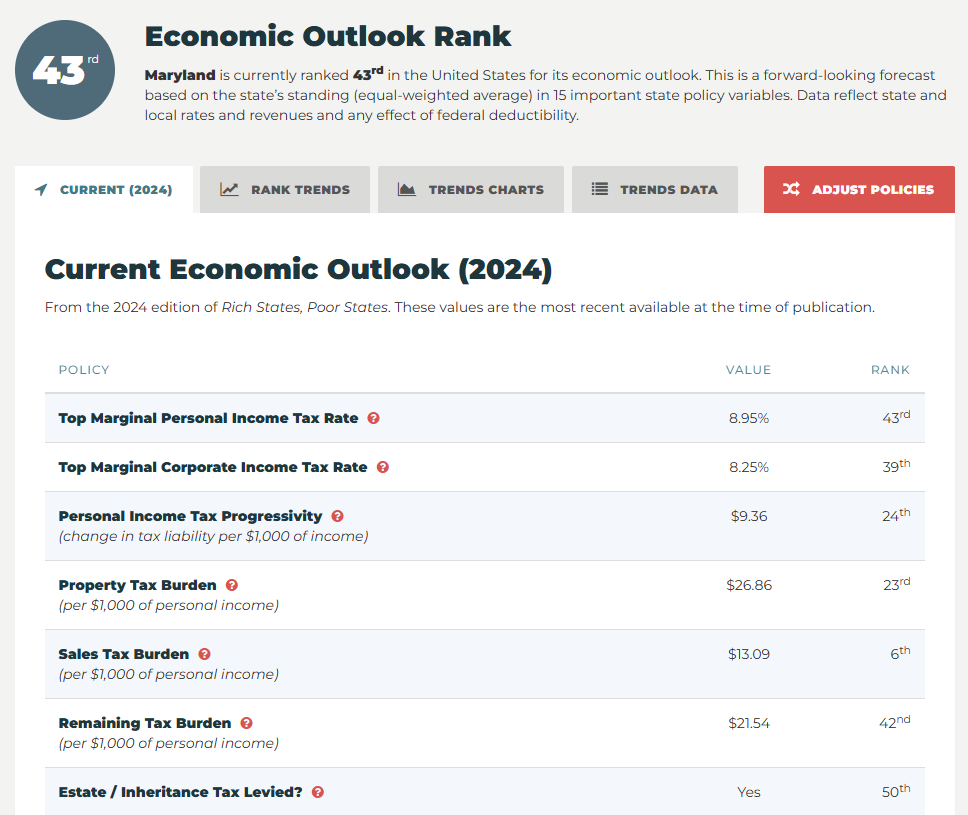 43rd
Economic Outlook Rank
Maryland is currently ranked 43rd in the United States for its economic outlook. This is a forward-looking forecast
based on the state's standing (equal-weighted average) in 15 important state policy variables. Data reflect state and
local rates and revenues and any effect of federal deductibility.
CURRENT (2024) RANK TRENDS TRENDS CHARTS TRENDS DATA ADJUST POLICIES
Current Economic Outlook (2024)
From the 2024 edition of Rich States, Poor States. These values are the most recent available at the time of publication.
POLICY VALUE RANK
Top Marginal Personal Income Tax Rate ? 8.95% 43rd
Top Marginal Corporate Income Tax Rate ? 8.25% 39th
Personal Income Tax Progressivity ? $9.36 24th
(change in tax liability per $1,000 of income)
Property Tax Burden ? $26.86 23rd
(per $1,000 of personal income)
Sales Tax Burden ? $13.09 6th
(per $1,000 of personal income)
Remaining Tax Burden ? $21.54 42nd
(per $1,000 of personal income)
Estate / Inheritance Tax Levied? ? Yes 50th